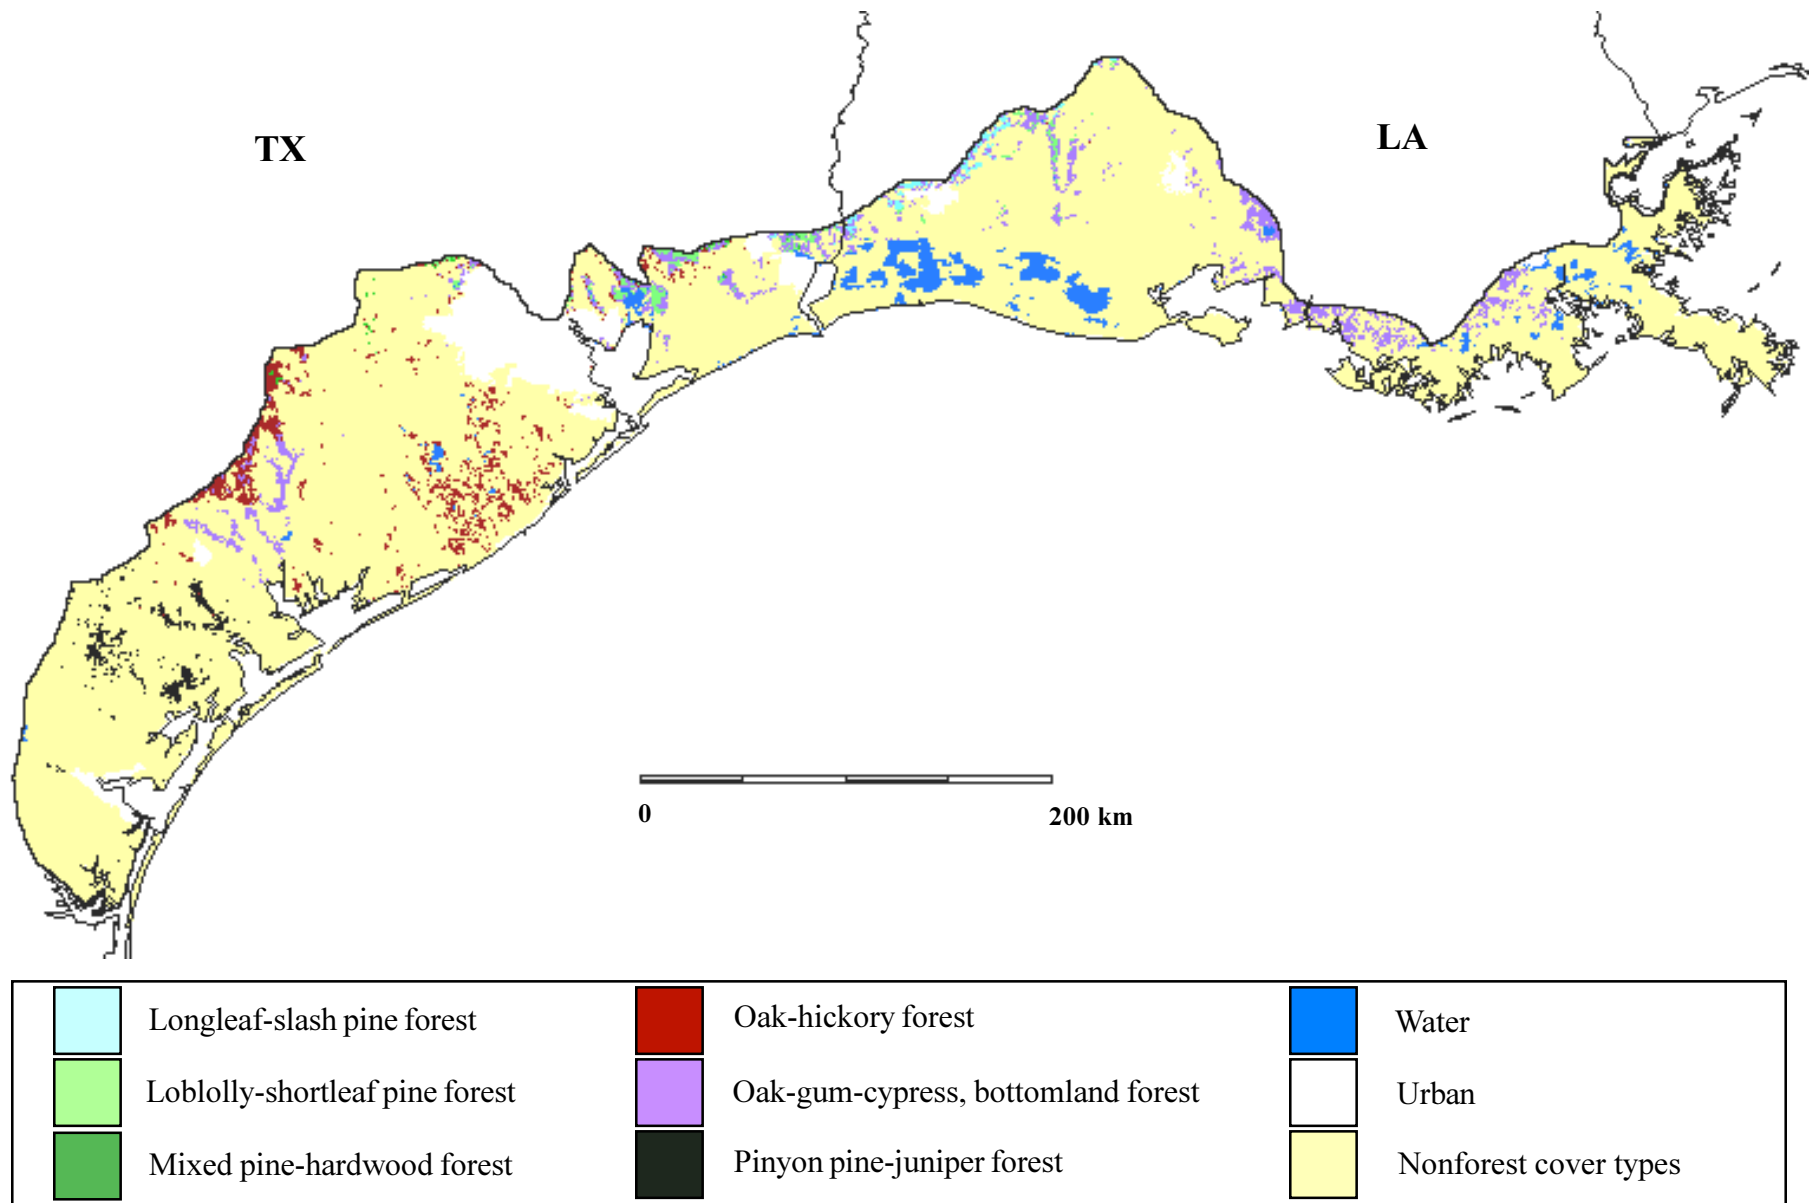 TX
LA
0
200 km
Longleaf-slash pine forest
Oak-hickory forest
Water
Loblolly-shortleaf pine forest
Oak-gum-cypress, bottomland forest
Urban
Mixed pine-hardwood forest
Pinyon pine-juniper forest
Nonforest cover types